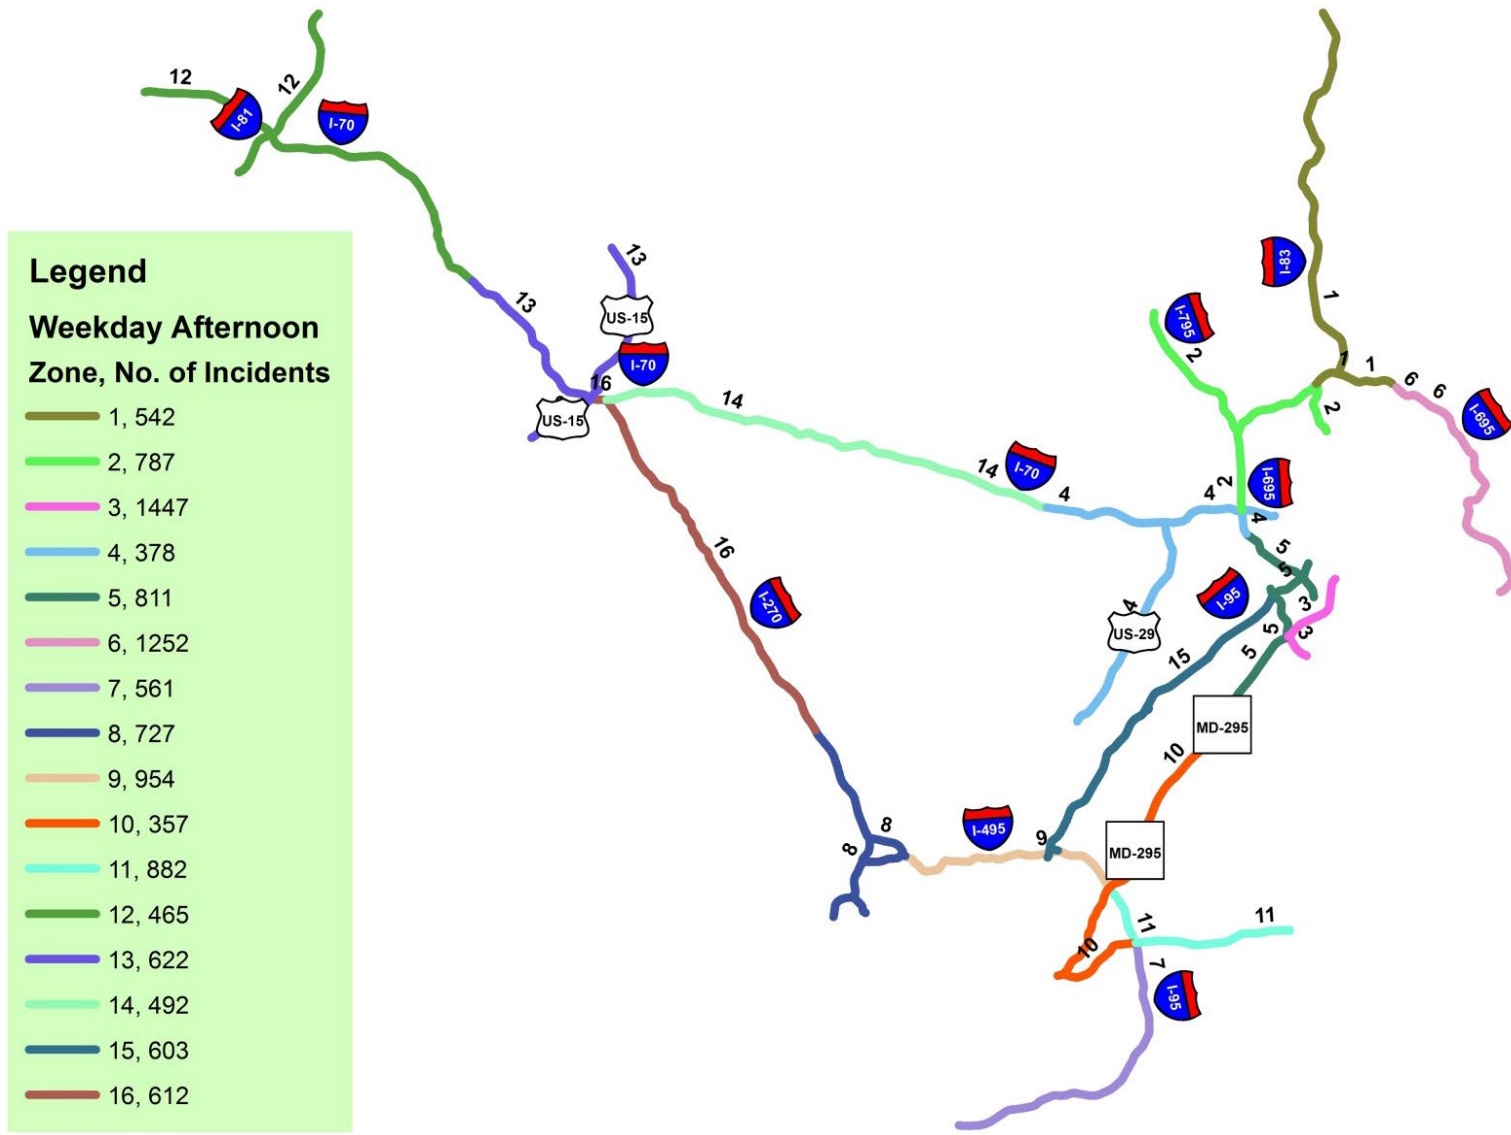 12
12
I-81
I-70
I-83
13
13
US-15
I-70
16
US-15
14
14
I-70
4
4
4
4
US-29
I-795
2
2
2
I-695
1
1
1
6
6
I-695
5
5
5
5
3
3
I-95
15
16
I-270
MD-295
10
MD-295
8
8
I-495
9
11
11
10
7
I-95
Legend
Weekday Afternoon
Zone, No. of Incidents
1, 542
2, 787
3, 1447
4, 378
5, 811
6, 1252
7, 561
8, 727
9, 954
10, 357
11, 882
12, 465
13, 622
14, 492
15, 603
16, 612